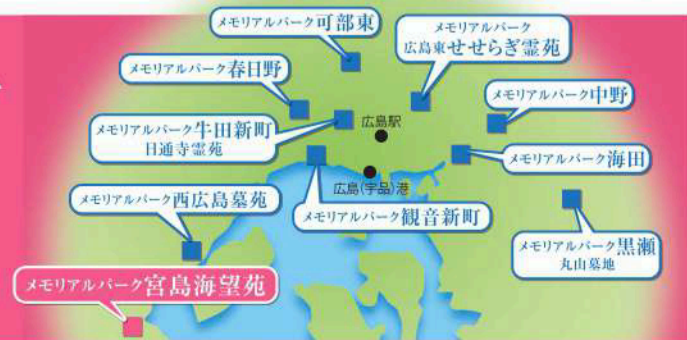 メモリアルパーク可部東
メモリアルパーク
広島東せせらぎ霊苑
メモリアルパーク春日野
メモリアルパーク中野
メモリアルパーク牛田新町
日通寺霊苑
広島駅
メモリアルパーク海田
広島(宇品)港
メモリアルパーク西広島墓苑
メモリアルパーク観音新町
メモリアルパーク黒瀬
丸山墓地
メモリアルパーク宮島海望苑